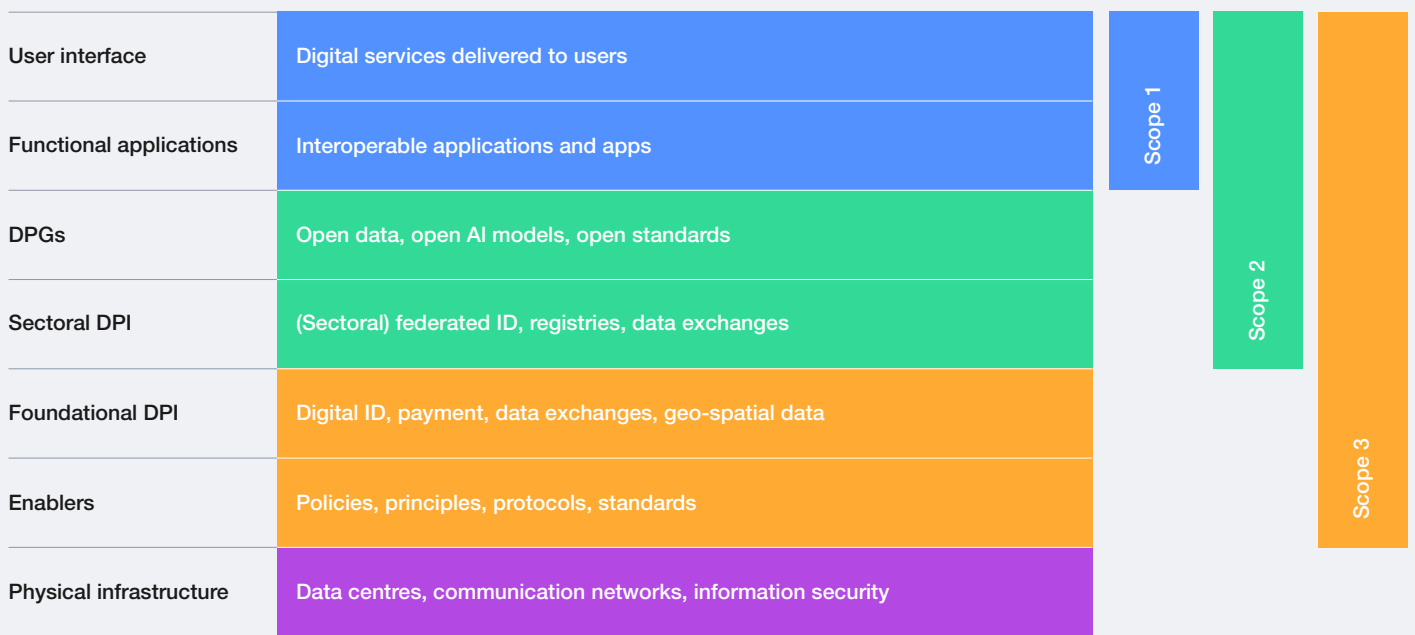 User interface
Digital services delivered to users
Functional applications
Interoperable applications and apps
DPGs
Open data, open AI models, open standards
Sectoral DPI
(Sectoral) federated ID, registries, data exchanges
Foundational DPI
Digital ID, payment, data exchanges, geo-spatial data
Enablers
Policies, principles, protocols, standards
Physical infrastructure
Data centres, communication networks, information security
Scope 1
Scope 2
Scope 3